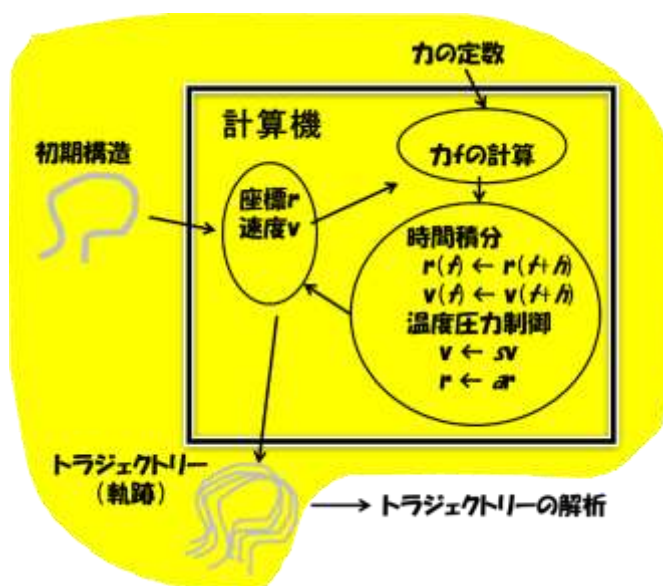 力の定数
計算機
力fの計算
初期構造
座標r
速度v
時間積分
r(t) ← r(t+h)
v(t) ← v(t+h)
温度圧力制御
v ← sv
r ← ar
トラジェクトリー
(軌跡)
トラジェクトリーの解析